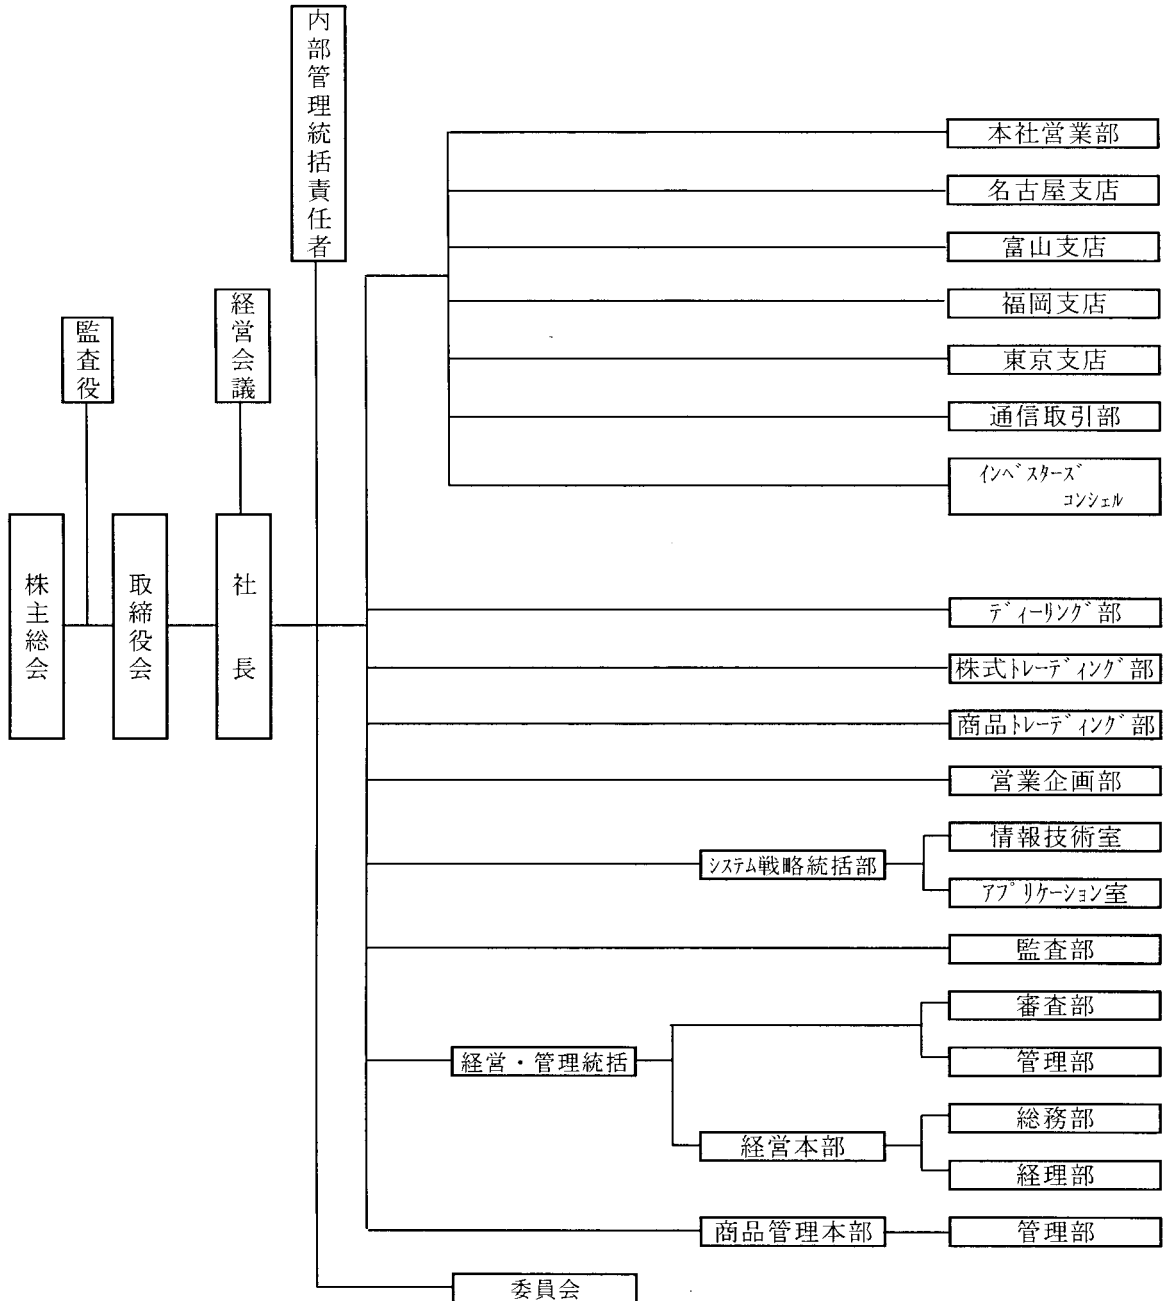 内部管理統括責任者
本社営業部
名古屋支店
富山支店
福岡支店
東京支店
通信取引部
インベスターズ
コンシェル
経営会議
監査役
株主総会
取締役会
社長
ディーリング部
株式トレーディング部
商品トレーディング部
営業企画部
システム戦略統括部
情報技術室
アプリケーション室
監査部
経営・管理統括
審査部
管理部
経営本部
総務部
経理部
商品管理本部
管理部
委員会